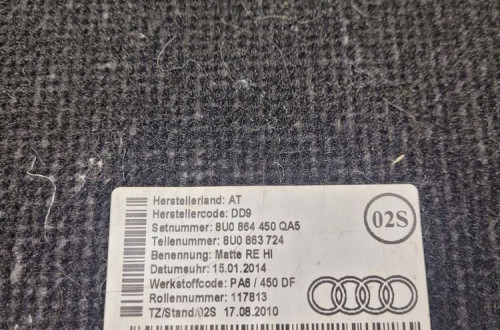 Herstellerland: AT
Herstellercode: DD9
Setnummer: 8U0 864 450 QA5
Teilenummer: 8U0 863 724
Benennung: Matte RE HI
Datumsuhr: 15.01.2014
Werkstoffcode: PA6 / 450 DF
Rollennummer: 117813
TZ/Stand/02S 17.08.2010
02S